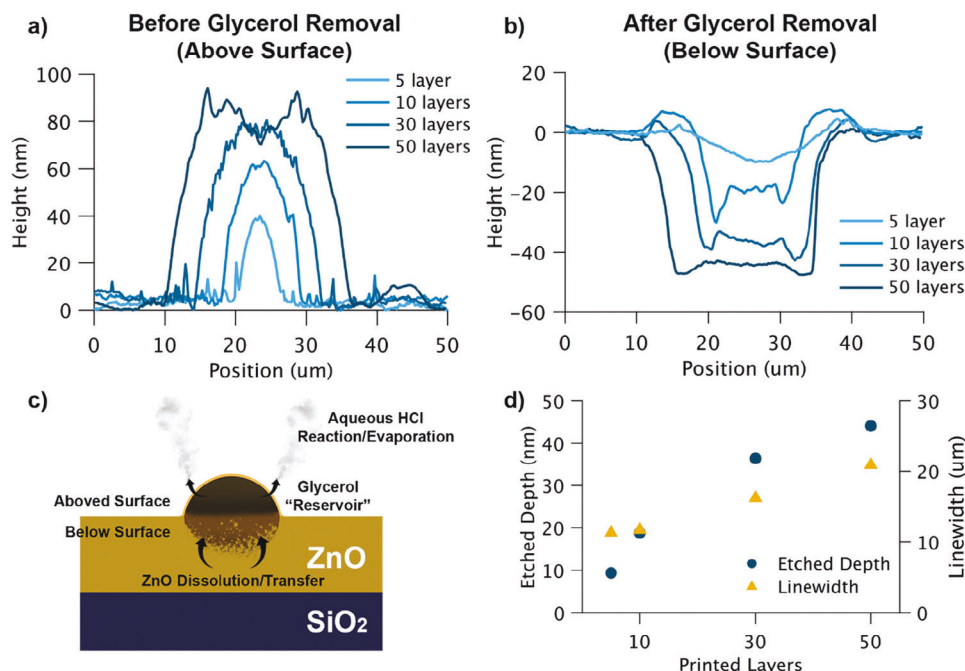 a)
Before Glycerol Removal
(Above Surface)
5 layer
10 layers
30 layers
50 layers
100
80
60
40
20
0
Height (nm)
0 10 20 30 40 50
Position (um)
b)
After Glycerol Removal
(Below Surface)
20
0
-20
-40
-60
Height (nm)
5 layer
10 layers
30 layers
50 layers
0 10 20 30 40 50
Position (um)
c)
Aqueous HCl
Reaction/Evaporation
Aboved Surface
Glycerol
"Reservoir"
Below Surface
ZnO
ZnO Dissolution/Transfer
SiO₂
d)
50
40
30
20
10
0
Etched Depth (nm)
30
20
10
0
Linewidth (um)
Etched Depth
Linewidth
10 30 50
Printed Layers